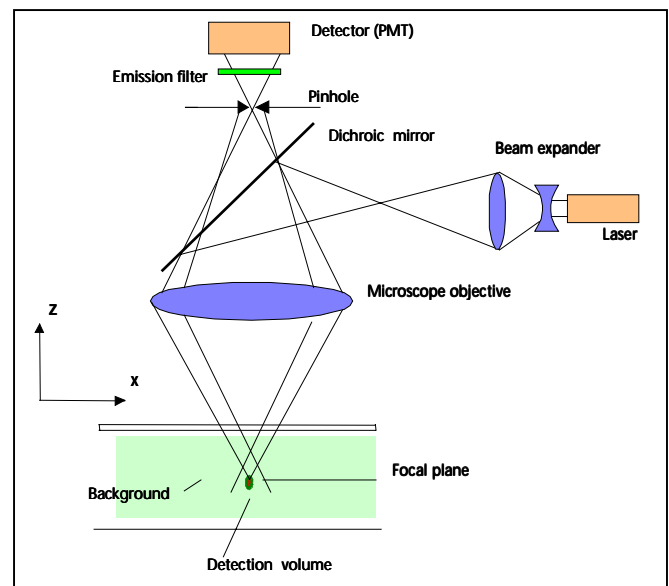 Detector (PMT)
Emission filter
Pinhole
Dichroic mirror
Beam expander
Laser
Microscope objective
z
x
Focal plane
Background
Detection volume